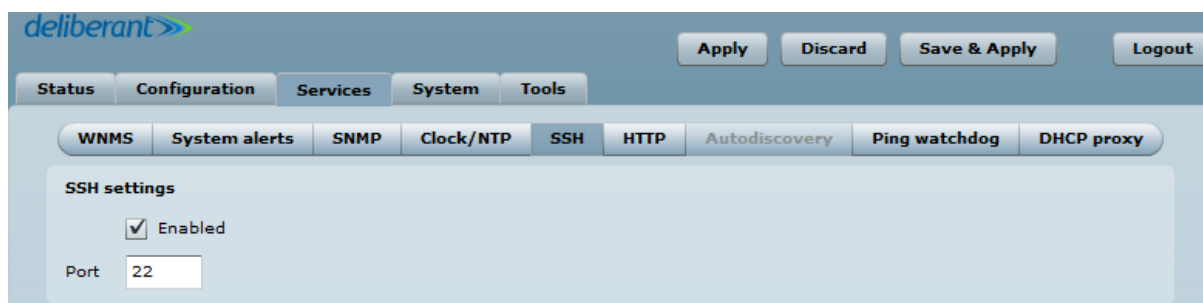 deliberant
Apply Discard Save & Apply Logout
Status Configuration Services System Tools
WNMS System alerts SNMP Clock/NTP SSH HTTP Autodiscovery Ping watchdog DHCP proxy
SSH settings
Enabled
Port 22